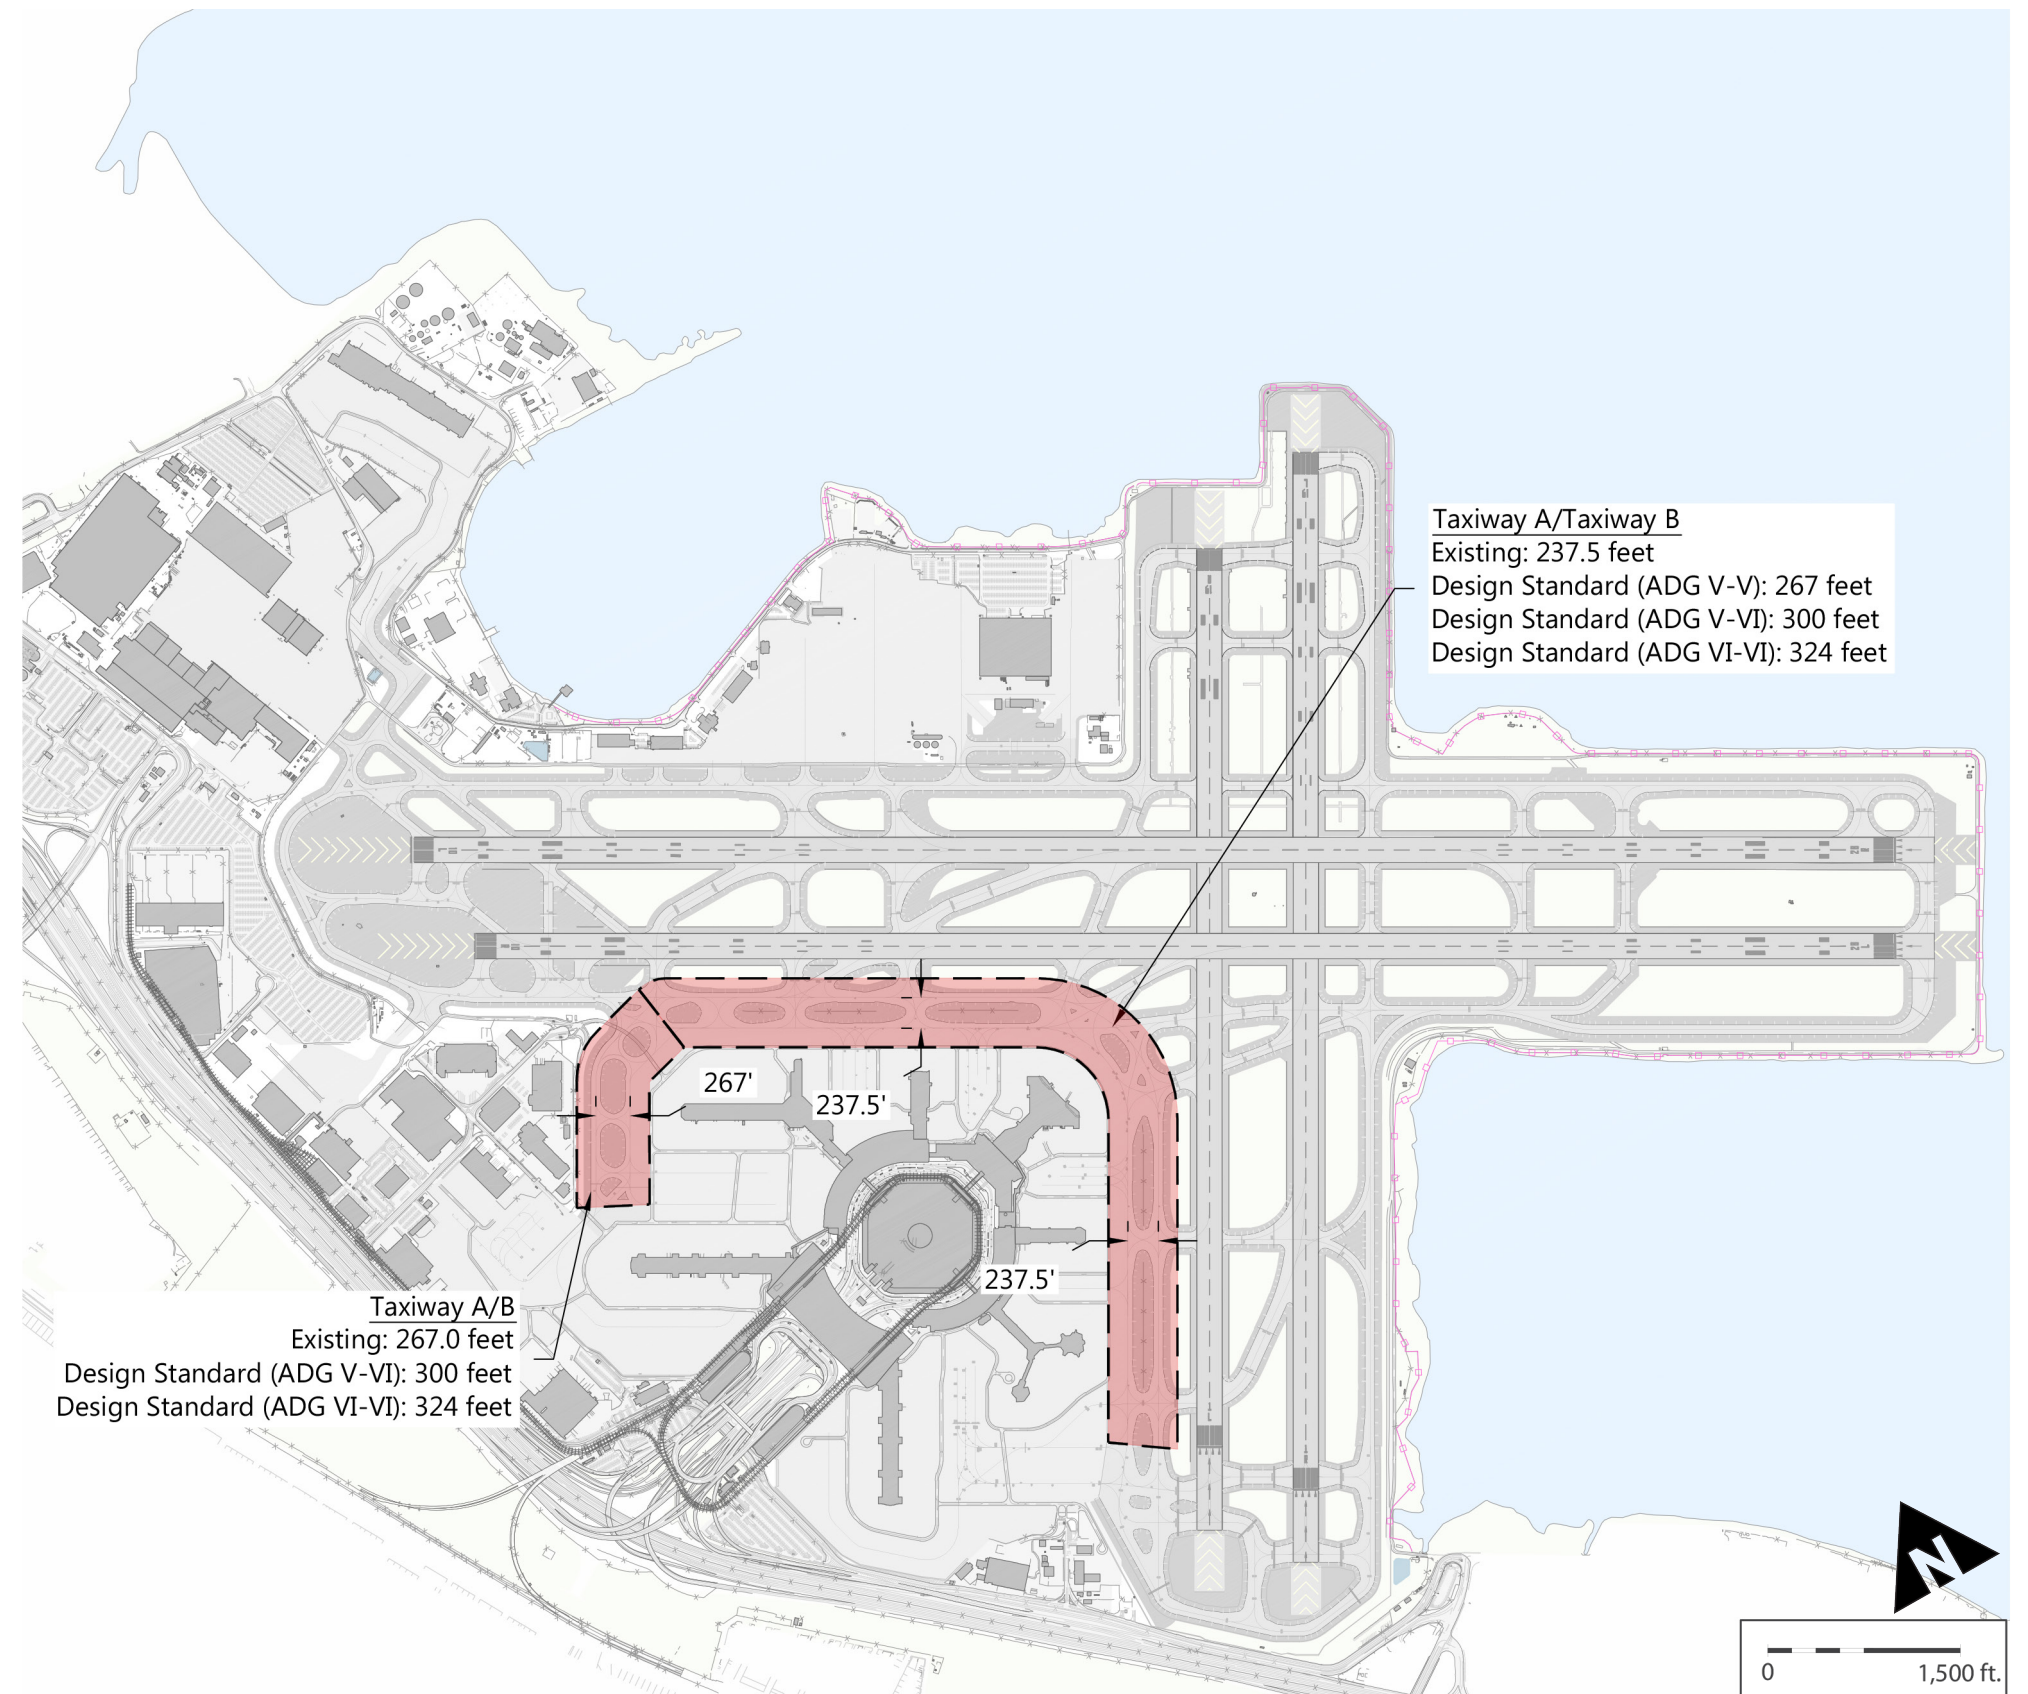 Taxiway A/Taxiway B
Existing: 237.5 feet
Design Standard (ADG V-V): 267 feet
Design Standard (ADG V-VI): 300 feet
Design Standard (ADG VI-VI): 324 feet
267'
237.5'
237.5'
Taxiway A/B
Existing: 267.0 feet
Design Standard (ADG V-VI): 300 feet
Design Standard (ADG VI-VI): 324 feet
N
0 1,500 ft.